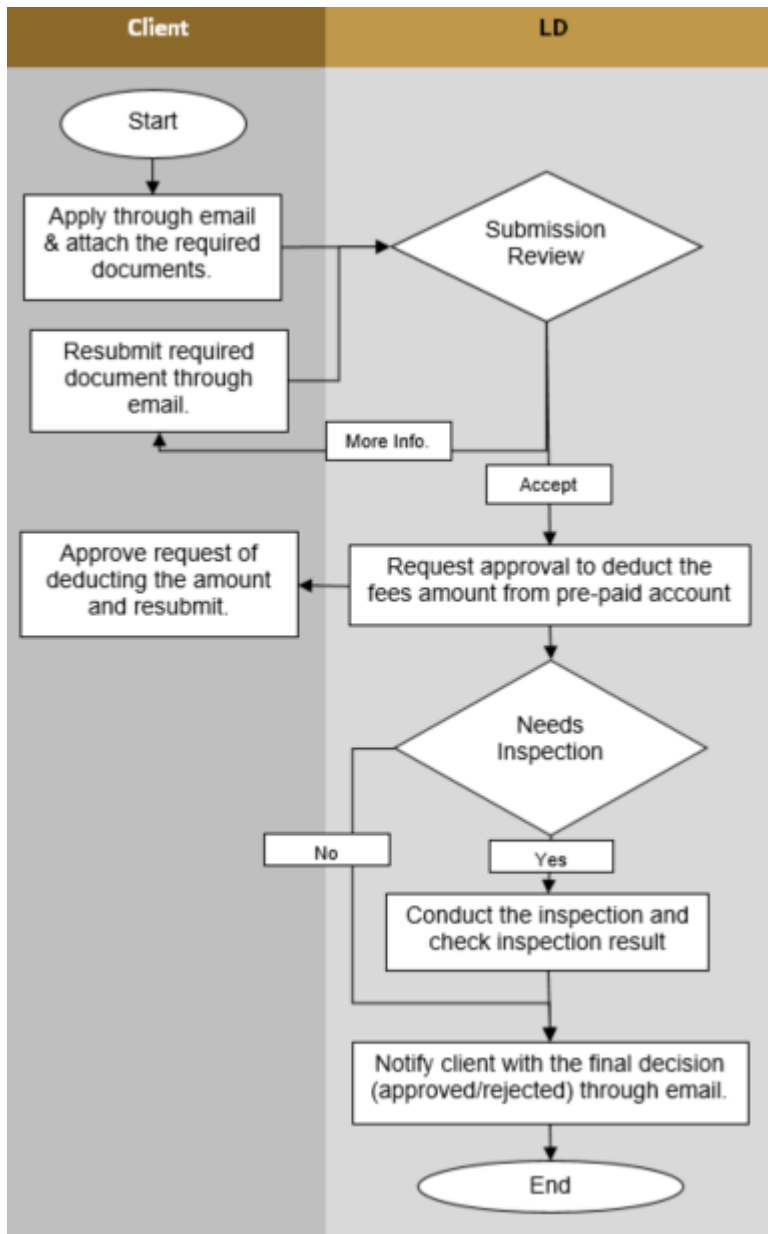 Client
LD
Start
Apply through email
& attach the required
documents.
Submission
Review
Resubmit required
document through
email.
More Info.
Accept
Approve request of
deducting the amount
and resubmit.
Request approval to deduct the
fees amount from pre-paid account
Needs
Inspection
No
Yes
Conduct the inspection and
check inspection result
Notify client with the final decision
(approved/rejected) through email.
End